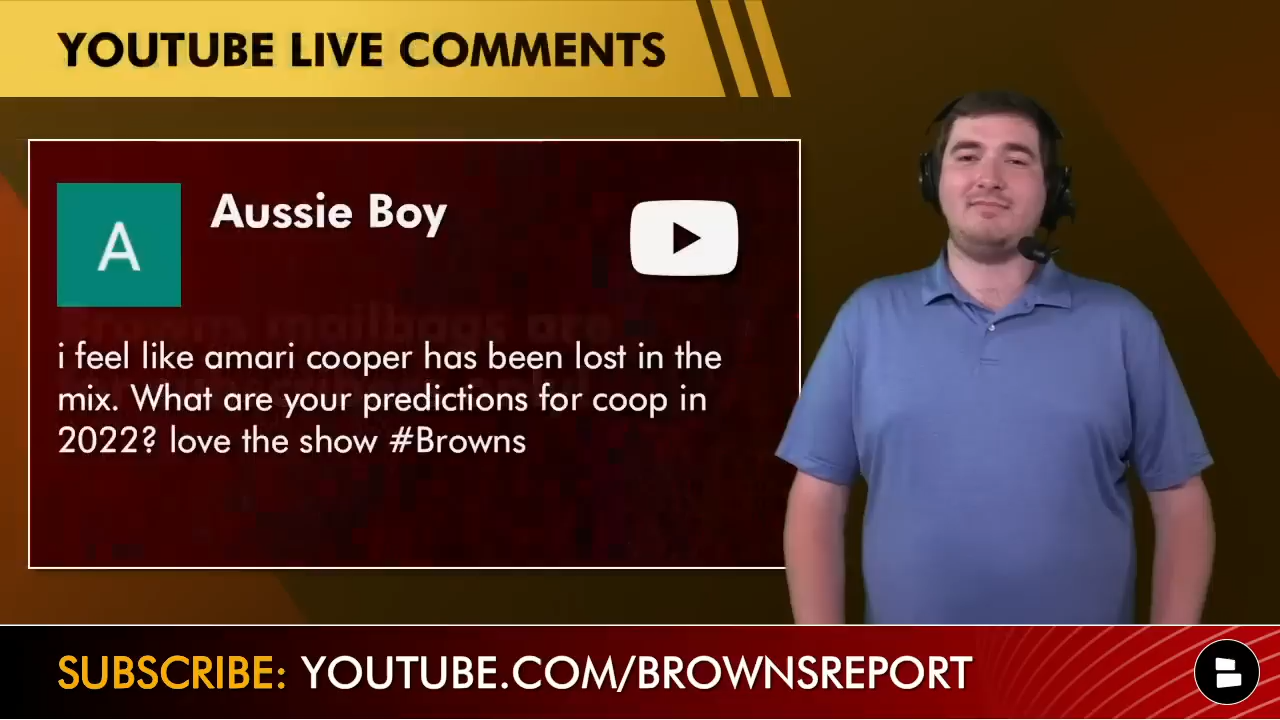 YOUTUBE LIVE COMMENTS
A
Aussie Boy
i feel like amari cooper has been lost in the
mix. What are your predictions for coop in
2022? love the show #Browns
SUBSCRIBE: YOUTUBE.COM/BROWNSREPORT